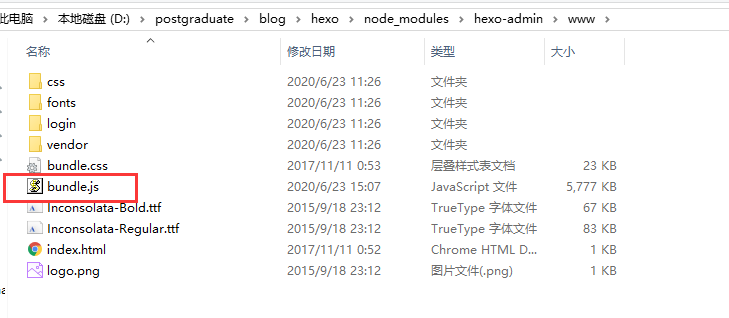 此电脑 > 本地磁盘 (D:) > postgraduate > blog > hexo > node_modules > hexo-admin > www >
名称 修改日期 类型 大小
css 2020/6/23 11:26 文件夹
fonts 2020/6/23 11:26 文件夹
login 2020/6/23 11:26 文件夹
vendor 2020/6/23 11:26 文件夹
bundle.css 2017/11/11 0:53 层叠样式表文档 23 KB
bundle.js 2020/6/23 15:07 JavaScript 文件 5,777 KB
Inconsolata-Bold.ttf 2015/9/18 23:12 TrueType 字体文件 67 KB
Inconsolata-Regular.ttf 2015/9/18 23:12 TrueType 字体文件 83 KB
index.html 2017/11/11 0:52 Chrome HTML D... 1 KB
logo.png 2015/9/18 23:12 图片文件(.png) 1 KB